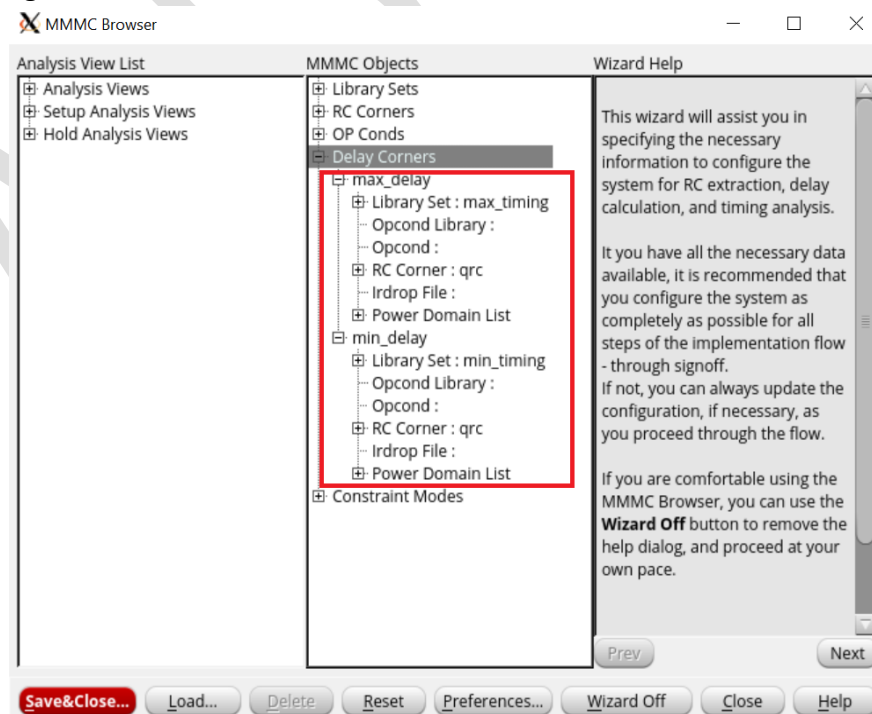 MMMC Browser
Analysis View List
Analysis Views
Setup Analysis Views
Hold Analysis Views
MMMC Objects
Library Sets
RC Corners
OP Conds
Delay Corners
max_delay
Library Set : max_timing
Opcond Library :
Opcond :
RC Corner : qrc
Irdrop File :
Power Domain List
min_delay
Library Set : min_timing
Opcond Library :
Opcond :
RC Corner : qrc
Irdrop File :
Power Domain List
Constraint Modes
Wizard Help
This wizard will assist you in
specifying the necessary
information to configure the
system for RC extraction, delay
calculation, and timing analysis.
It you have all the necessary data
available, it is recommended that
you configure the system as
completely as possible for all
steps of the implementation flow
- through signoff.
If not, you can always update the
configuration, if necessary, as
you proceed through the flow.
If you are comfortable using the
MMMC Browser, you can use the
Wizard Off button to remove the
help dialog, and proceed at your
own pace.
Prev Next
Save&Close... Load... Delete Reset Preferences... Wizard Off Close Help